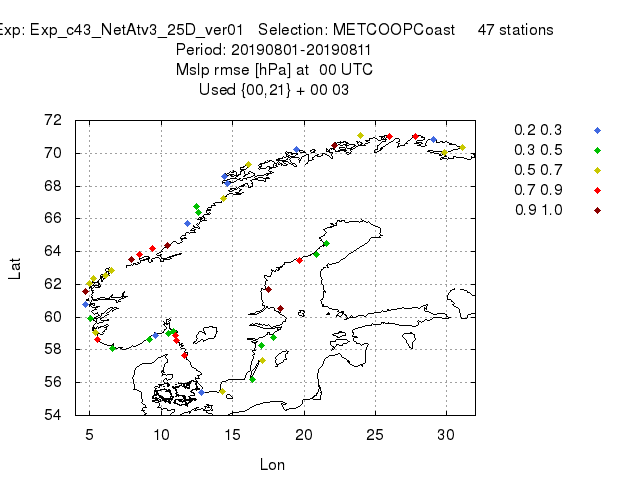 Exp: Exp_c43_NetAtv3_25D_ver01 Selection: METCOOPCoast 47 stations
Period: 20190801-20190811
Mslp rmse [hPa] at 00 UTC
Used {00,21} + 00 03
72
70
68
66
64
62
60
58
56
54
Lat
5 10 15 20 25 30
Lon
0.2 0.3
0.3 0.5
0.5 0.7
0.7 0.9
0.9 1.0